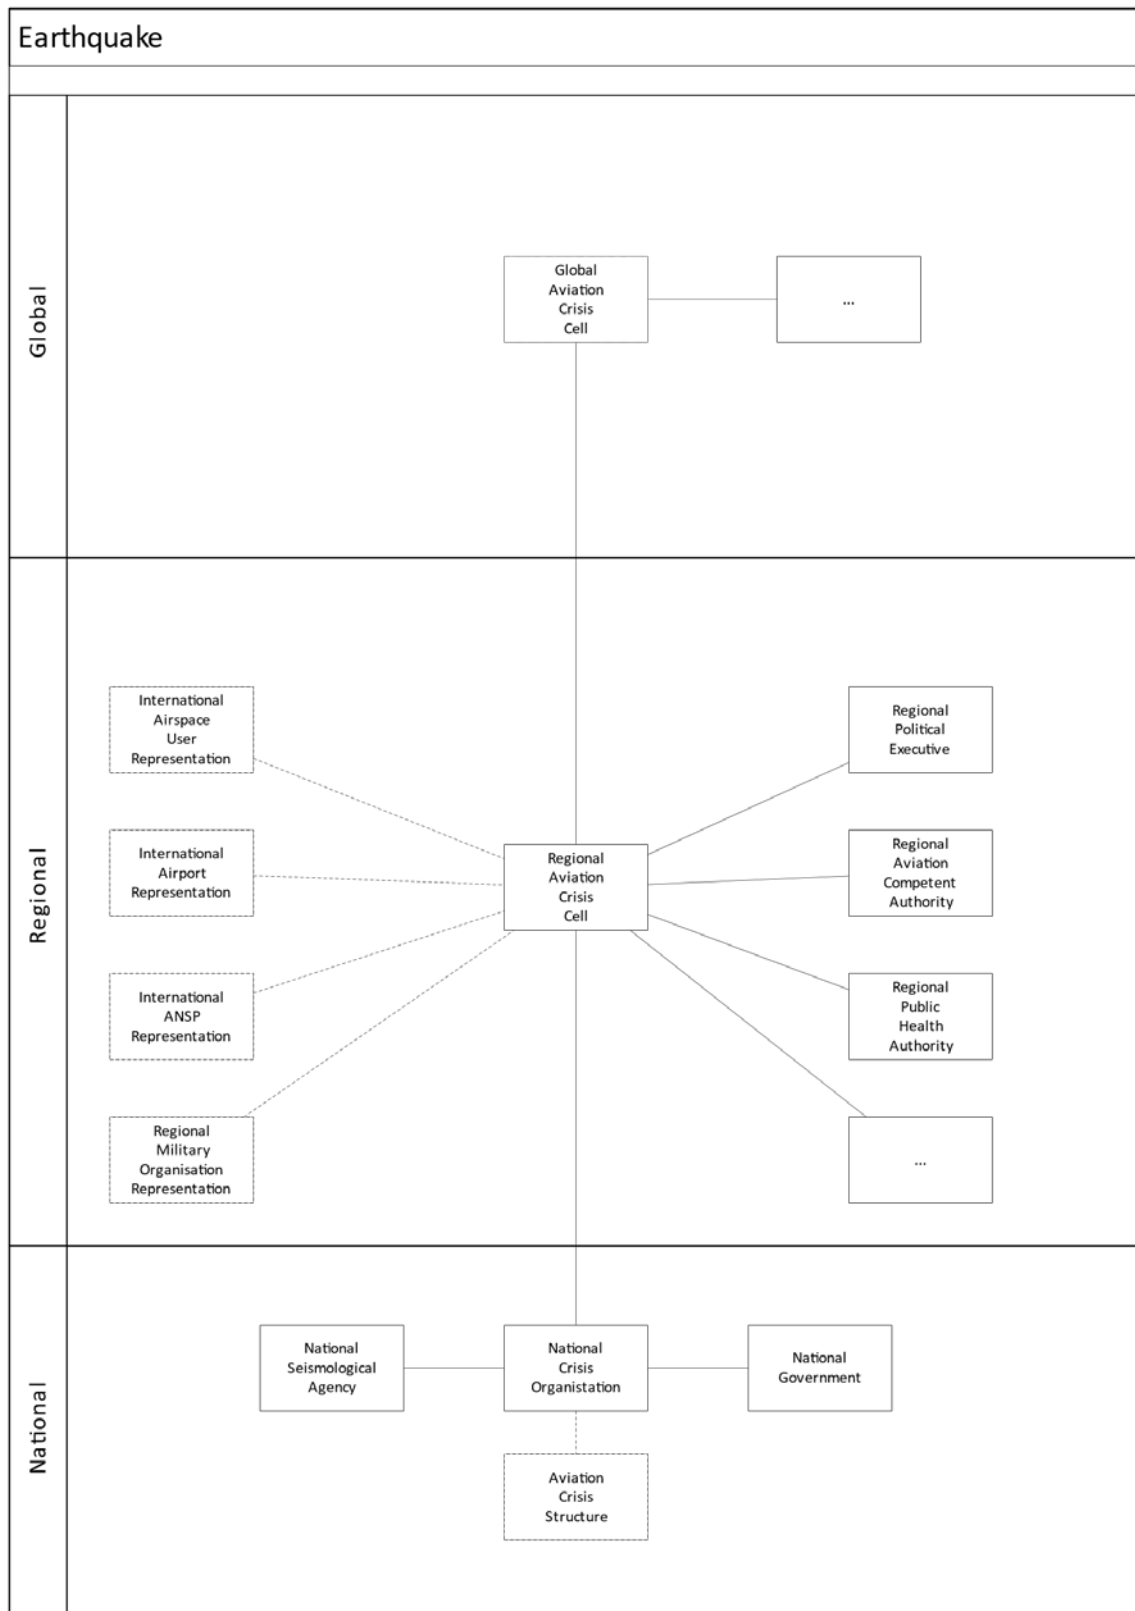 Earthquake
Global
Global
Aviation
Crisis
Cell
...
Regional
International
Airspace
User
Representation
Regional
Political
Executive
International
Airport
Representation
Regional
Aviation
Crisis
Cell
Regional
Aviation
Competent
Authority
International
ANSP
Representation
Regional
Public
Health
Authority
Regional
Military
Organisation
Representation
...
National
National
Seismological
Agency
National
Crisis
Organistation
National
Government
Aviation
Crisis
Structure